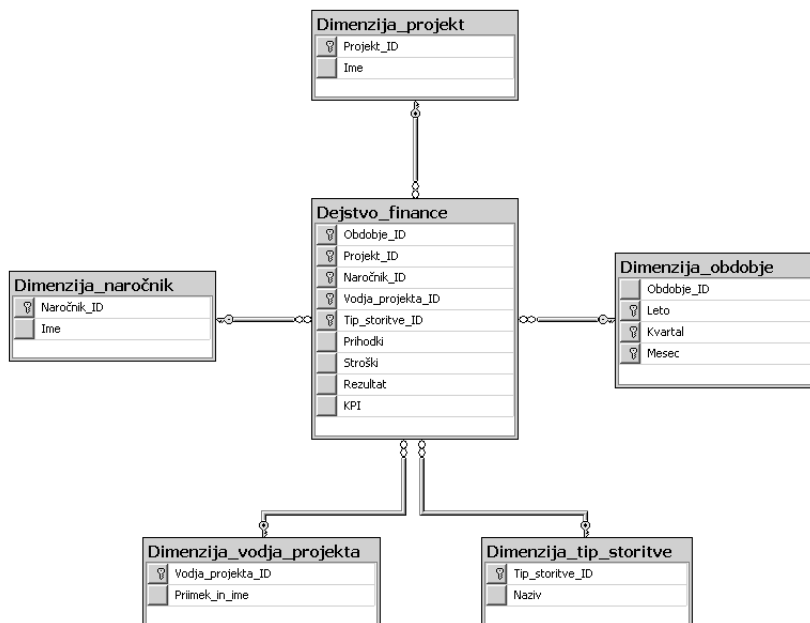 Dimenzija_projekt
Projekt_ID
Ime
Dejstvo_finance
Obdobje_ID
Projekt_ID
Naročnik_ID
Vodja_projekta_ID
Tip_storitve_ID
Prihodki
Stroški
Rezultat
KPI
Dimenzija_naročnik
Naročnik_ID
Ime
Dimenzija_obdobje
Obdobje_ID
Leto
Kvartal
Mesec
Dimenzija_vodja_projekta
Vodja_projekta_ID
Priimek_in_ime
Dimenzija_tip_storitve
Tip_storitve_ID
Naziv